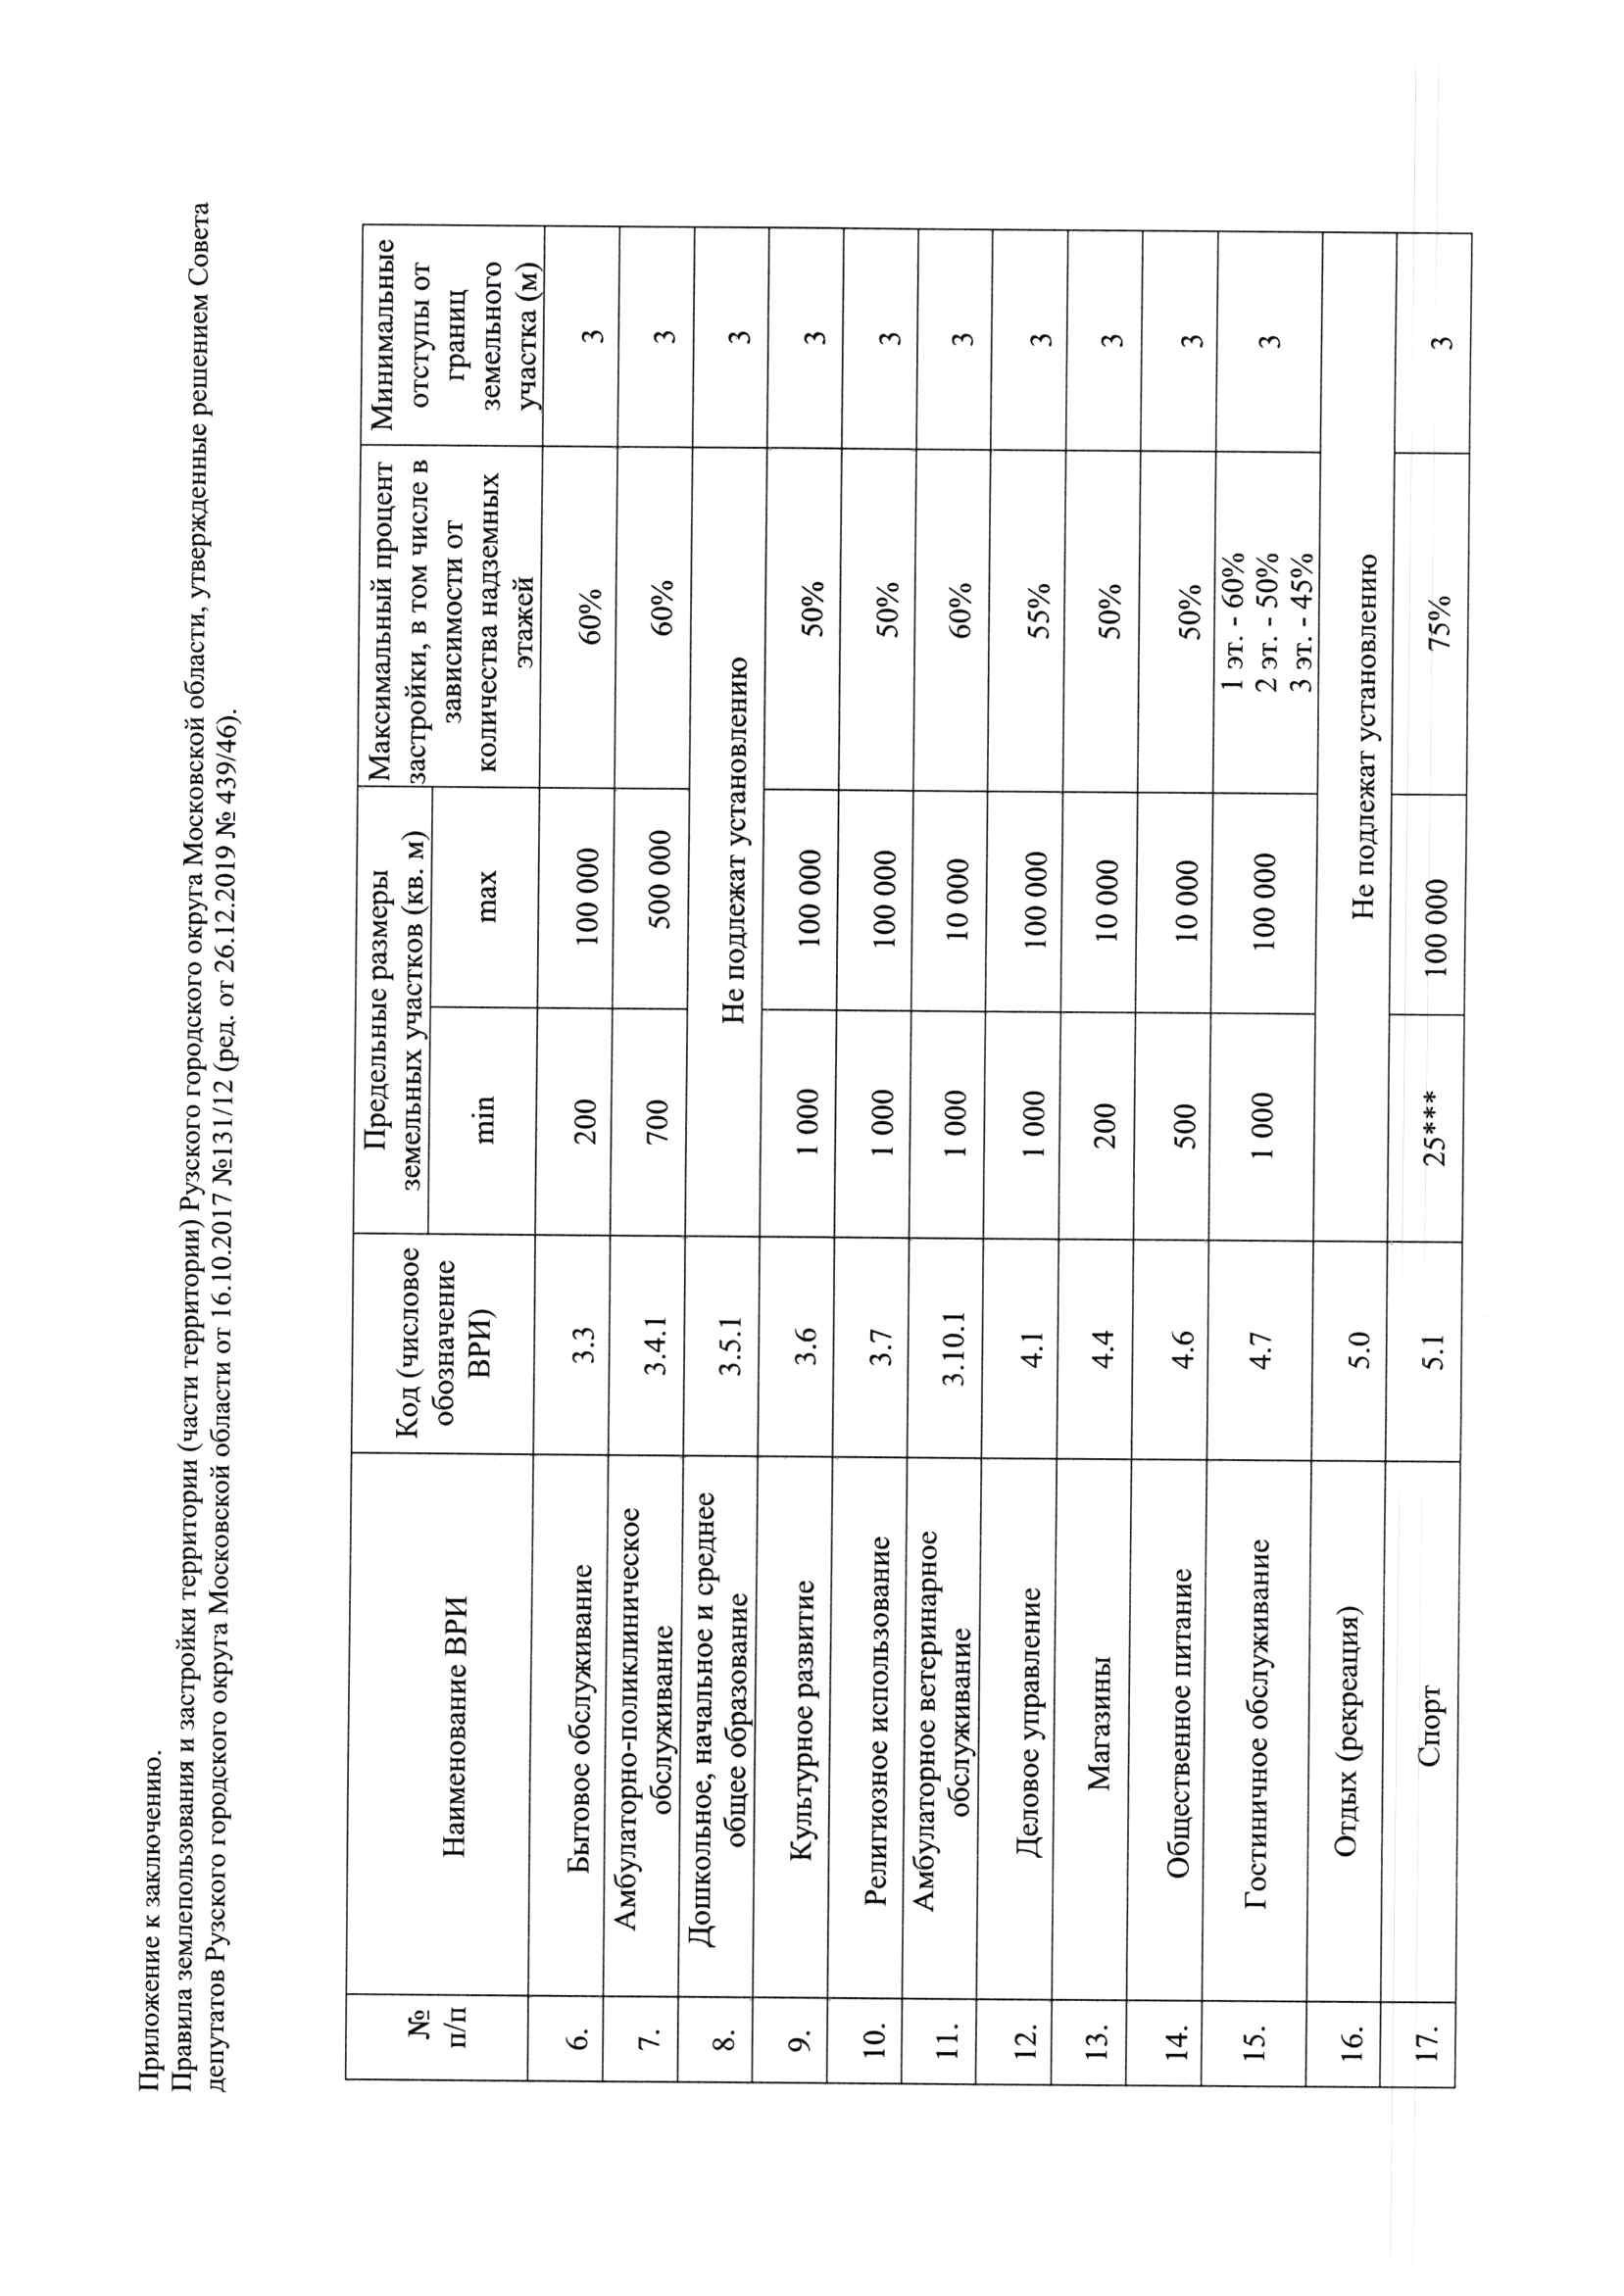 Приложение к заключению.
Правила землепользования и застройки территории (части территории) Рузского городского округа Московской области, утвержденные решением Совета
депутатов Рузского городского округа Московской области от 16.10.2017 №131/12 (ред. от 26.12.2019 № 439/46).
№
п/п
Наименование ВРИ
Код (числовое
обозначение
ВРИ)
Предельные размеры
земельных участков (кв. м)
min
max
Максимальный процент
застройки, в том числе в
зависимости от
количества надземных
этажей
Минимальные
отступы от
границ
земельного
участка (м)
6. Бытовое обслуживание 3.3 200 100 000 60% 3
7. Амбулаторно-поликлиническое
обслуживание 3.4.1 700 500 000 60% 3
8. Дошкольное, начальное и среднее
общее образование 3.5.1 Не подлежат установлению 3
9. Культурное развитие 3.6 1 000 100 000 50% 3
10. Религиозное использование 3.7 1 000 100 000 50% 3
11. Амбулаторное ветеринарное
обслуживание 3.10.1 1 000 10 000 60% 3
12. Деловое управление 4.1 1 000 100 000 55% 3
13. Магазины 4.4 200 10 000 50% 3
14. Общественное питание 4.6 500 10 000 50% 3
15. Гостиничное обслуживание 4.7 1 000 100 000 1 эт. - 60%
2 эт. - 50%
3 эт. - 45%
3
16. Отдых (рекреация) 5.0 Не подлежат установлению
17. Спорт 5.1 25*** 100 000 75% 3